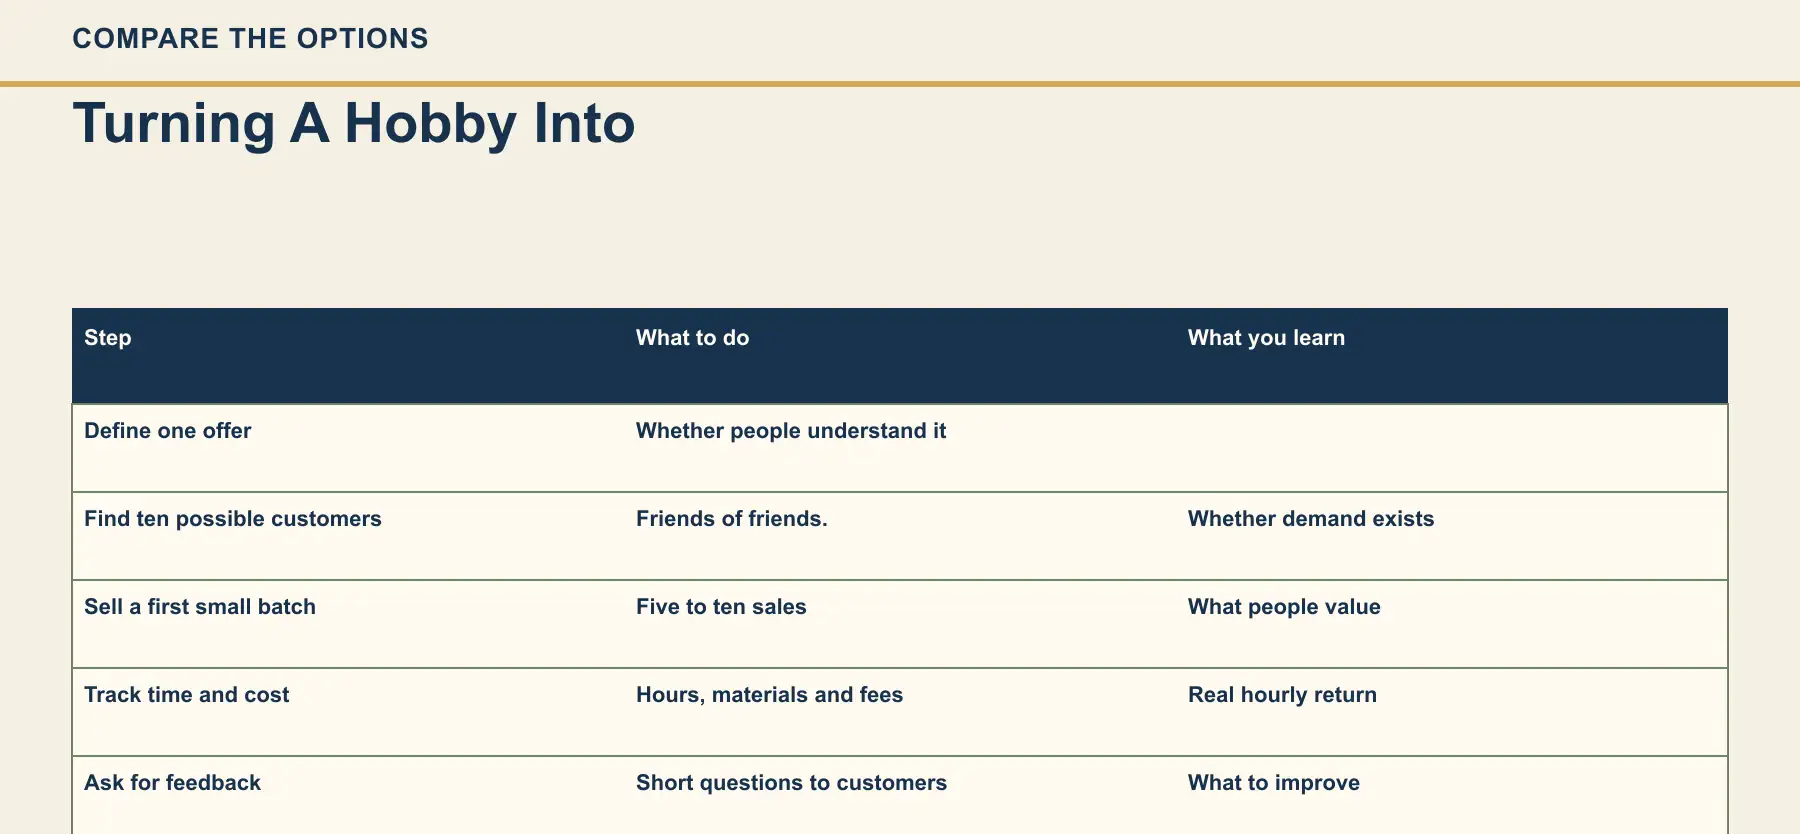 COMPARE THE OPTIONS
Turning A Hobby Into
Step What to do What you learn
Define one offer Whether people understand it
Find ten possible customers Friends of friends. Whether demand exists
Sell a first small batch Five to ten sales What people value
Track time and cost Hours, materials and fees Real hourly return
Ask for feedback Short questions to customers What to improve